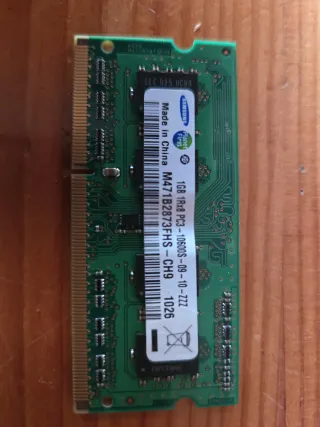 SAMSUNG
Made in China
1GB 1Rx8 PC3-10600S-09-10-ZZZ
M471B2873FHS-CH9 1026